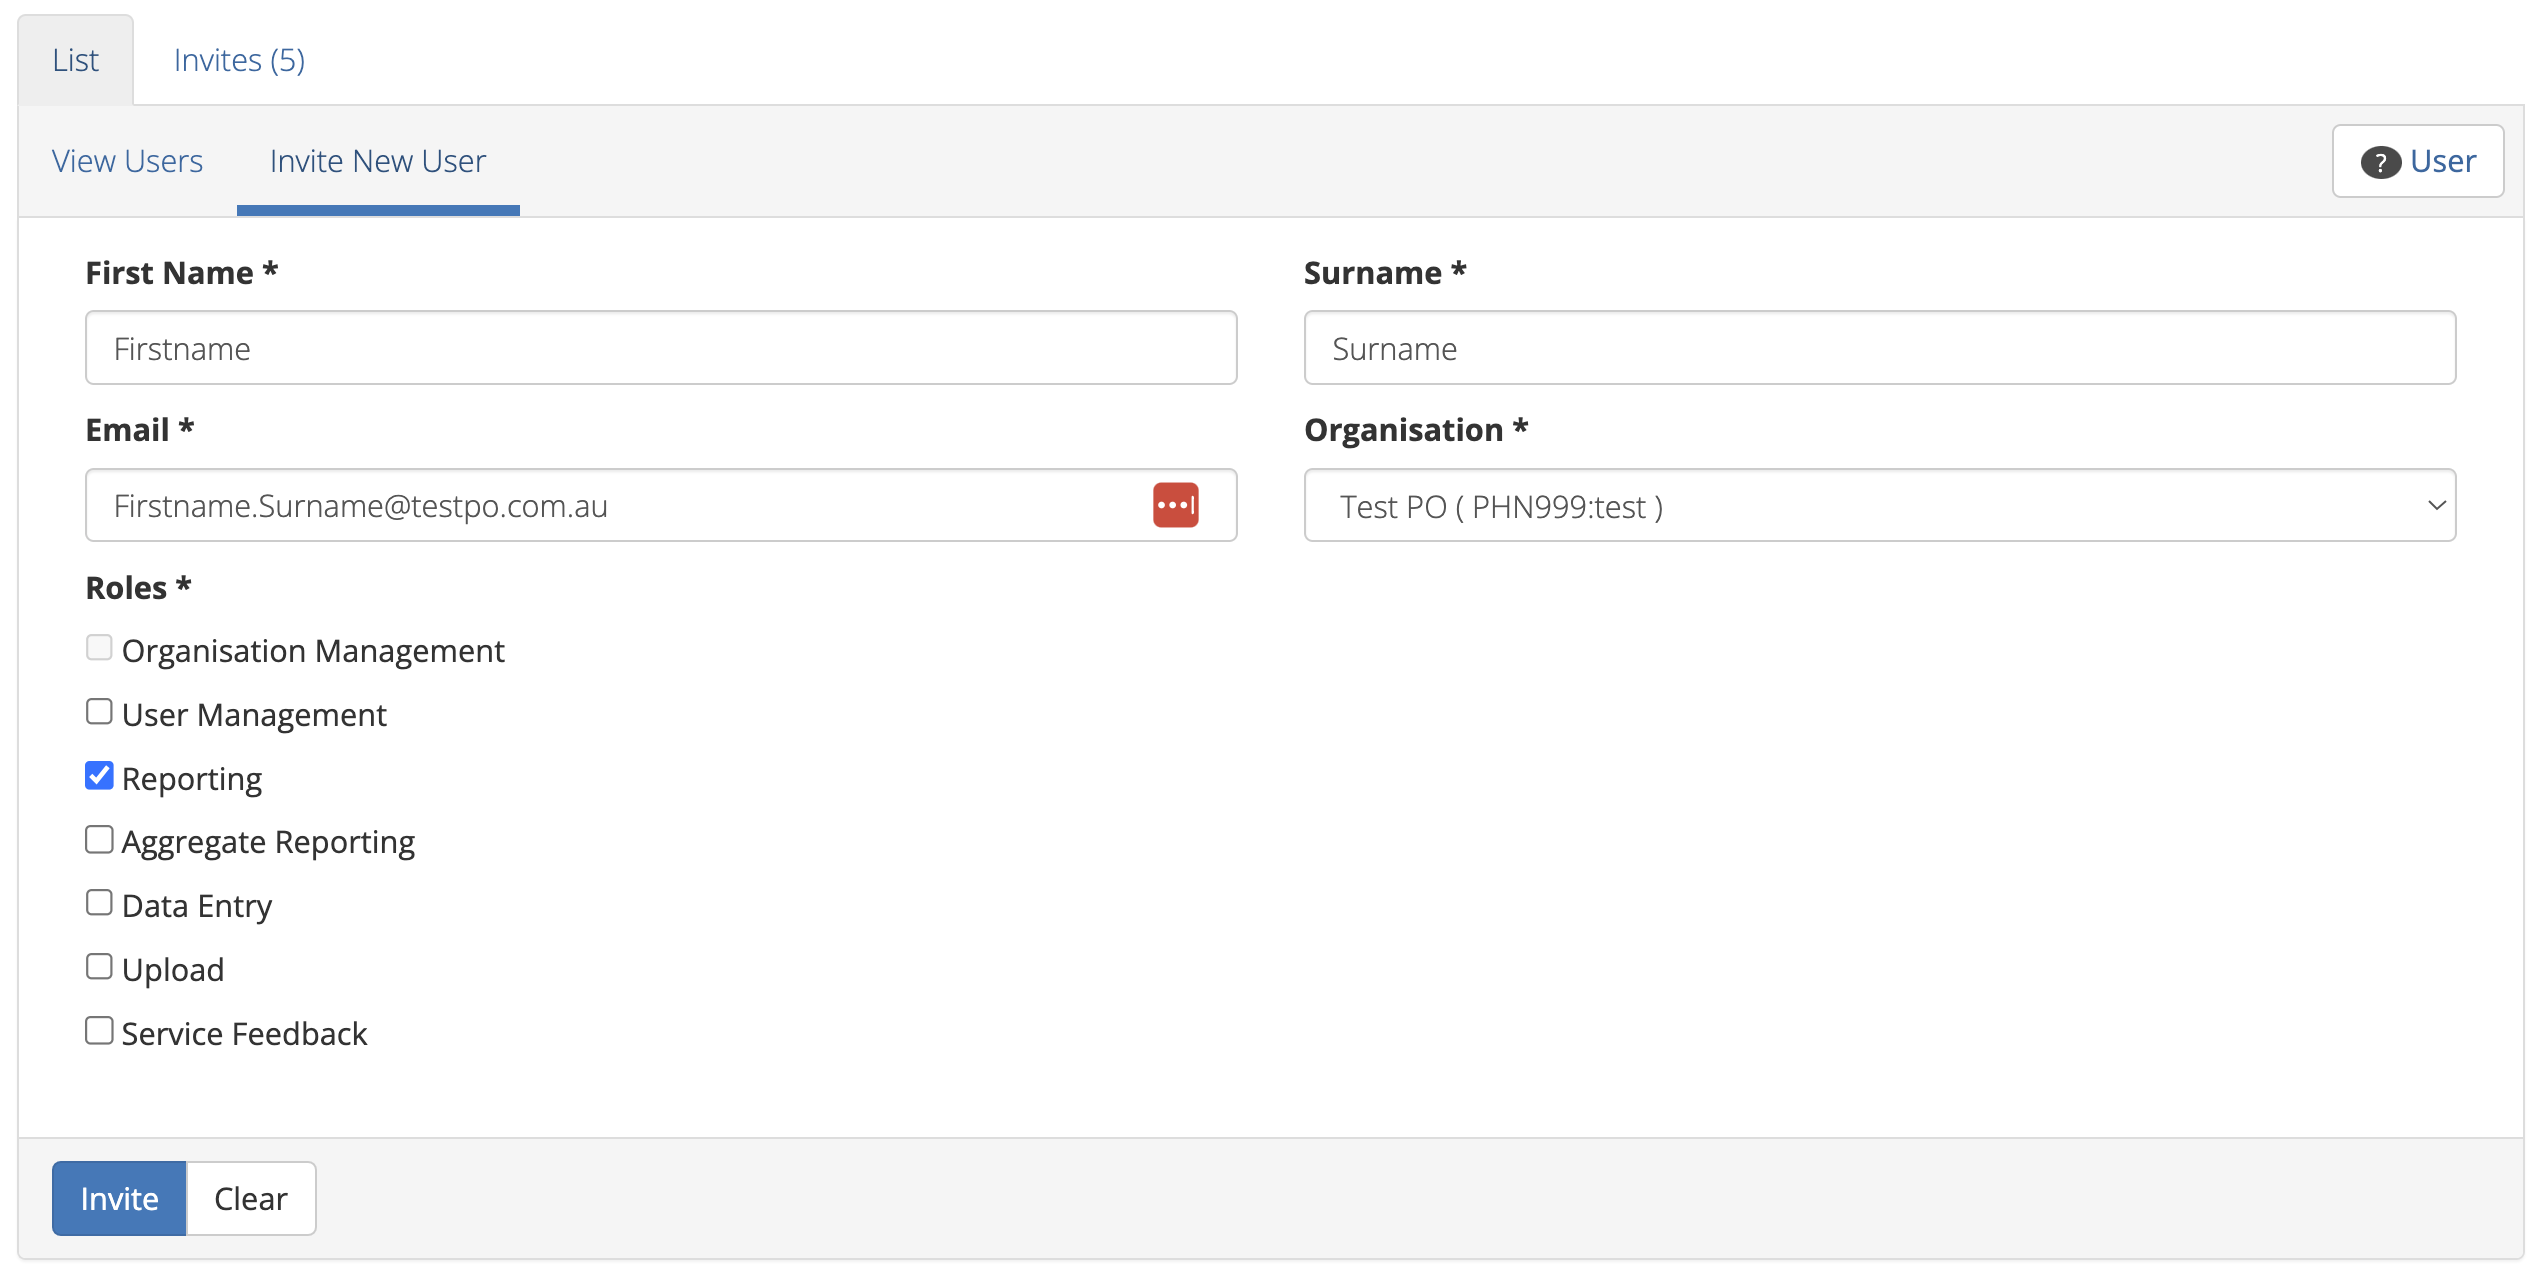 List Invites (5)
View Users Invite New User ? User
First Name * Surname *
Firstname Surname
Email * Organisation *
Firstname.Surname@testpo.com.au Test PO ( PHN999:test )
Roles *
Organisation Management
User Management
Reporting
Aggregate Reporting
Data Entry
Upload
Service Feedback
Invite Clear